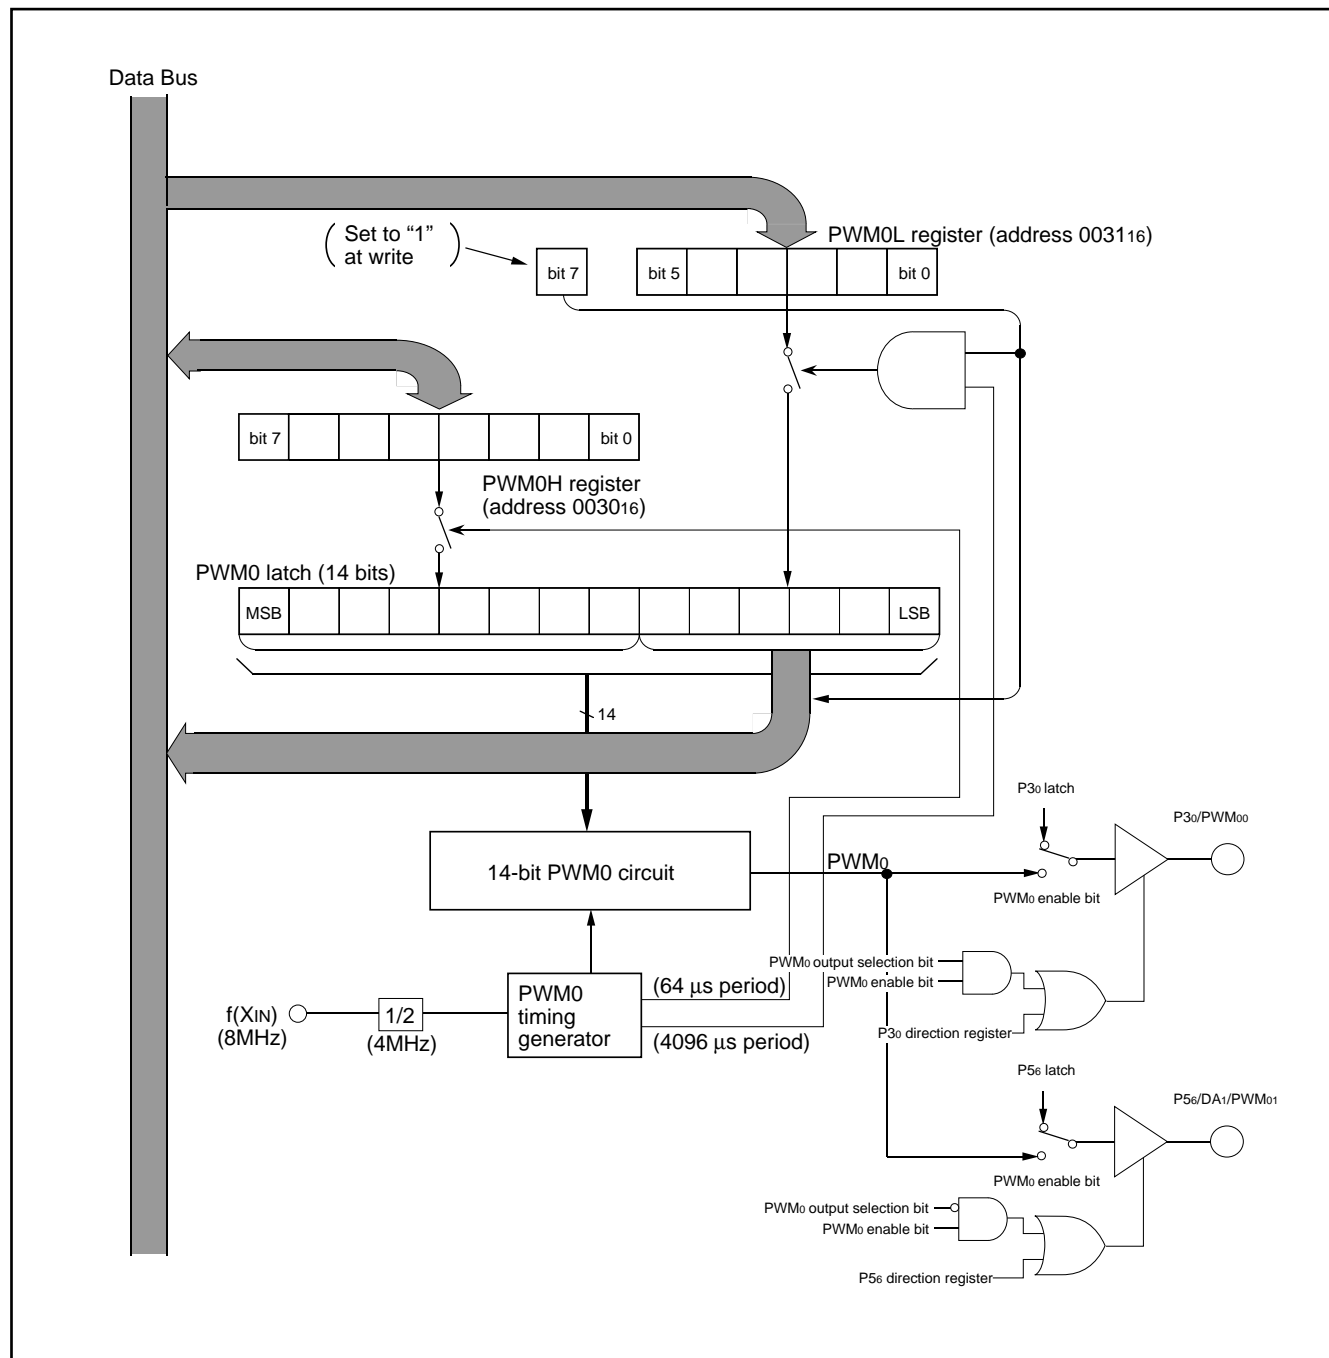 Data Bus
Set to “1”
at write
PWM0L register (address 003116)
bit 7
bit 5
bit 0
bit 7
bit 0
PWM0H register
(address 003016)
PWM0 latch (14 bits)
MSB
LSB
14
P30 latch
P30/PWM00
14-bit PWM0 circuit
PWM0
PWM0 enable bit
PWM0 output selection bit
PWM0 enable bit
P30 direction register
f(XIN)
(8MHz)
1/2
(4MHz)
PWM0
timing
generator
(64 μs period)
(4096 μs period)
P56 latch
P56/DA1/PWM01
PWM0 enable bit
PWM0 output selection bit
PWM0 enable bit
P56 direction register